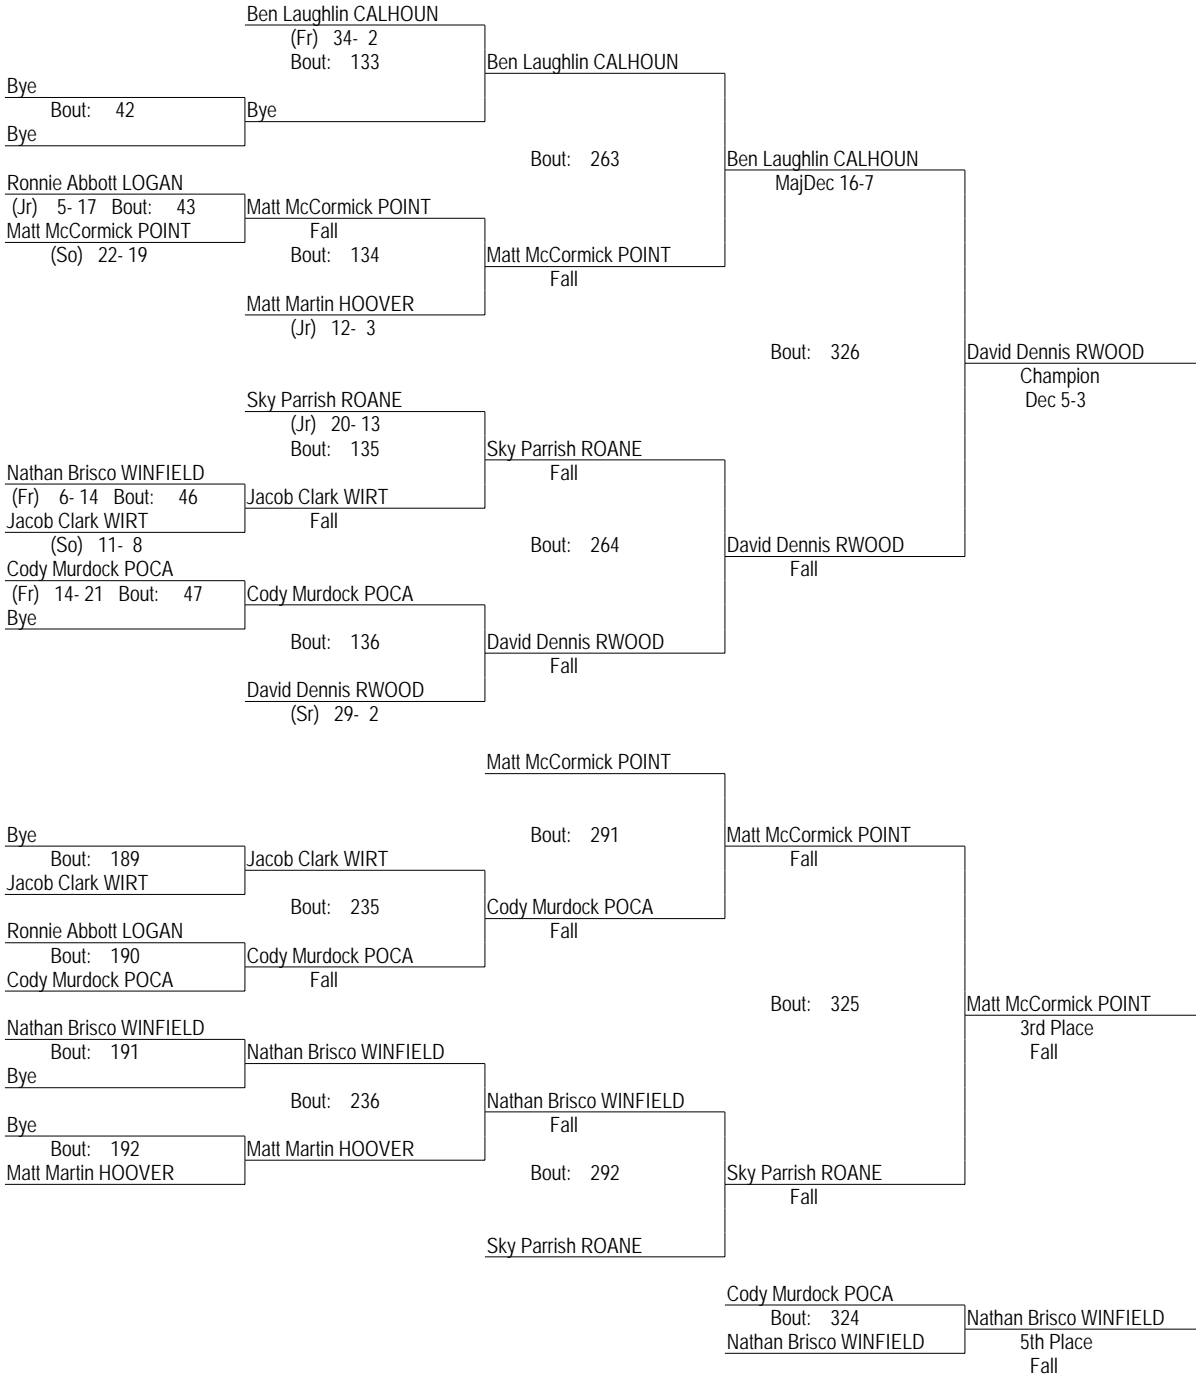 Ben Laughlin CALHOUN
(Fr) 34- 2
Bout: 133
Ben Laughlin CALHOUN
Bye
Bout: 42
Bye
Bye
Bout: 263
Ben Laughlin CALHOUN
MajDec 16-7
Ronnie Abbott LOGAN
(Jr) 5- 17 Bout: 43
Matt McCormick POINT
Matt McCormick POINT
Fall
(So) 22- 19
Bout: 134
Matt McCormick POINT
Fall
Matt Martin HOOVER
(Jr) 12- 3
Bout: 326
David Dennis RWOOD
Champion
Dec 5-3
Sky Parrish ROANE
(Jr) 20- 13
Bout: 135
Sky Parrish ROANE
Fall
Nathan Brisco WINFIELD
(Fr) 6- 14 Bout: 46
Jacob Clark WIRT
Jacob Clark WIRT
Fall
(So) 11- 8
Bout: 264
David Dennis RWOOD
Fall
Cody Murdock POCA
(Fr) 14- 21 Bout: 47
Cody Murdock POCA
Bye
Bout: 136
David Dennis RWOOD
Fall
David Dennis RWOOD
(Sr) 29- 2
Matt McCormick POINT
Bye
Bout: 291
Matt McCormick POINT
Fall
Bout: 189
Jacob Clark WIRT
Jacob Clark WIRT
Bout: 235
Cody Murdock POCA
Fall
Ronnie Abbott LOGAN
Bout: 190
Cody Murdock POCA
Cody Murdock POCA
Fall
Bout: 325
Matt McCormick POINT
3rd Place
Fall
Nathan Brisco WINFIELD
Bout: 191
Nathan Brisco WINFIELD
Bye
Bout: 236
Nathan Brisco WINFIELD
Fall
Bye
Bout: 192
Matt Martin HOOVER
Matt Martin HOOVER
Bout: 292
Sky Parrish ROANE
Fall
Sky Parrish ROANE
Cody Murdock POCA
Bout: 324
Nathan Brisco WINFIELD
Nathan Brisco WINFIELD
5th Place
Fall